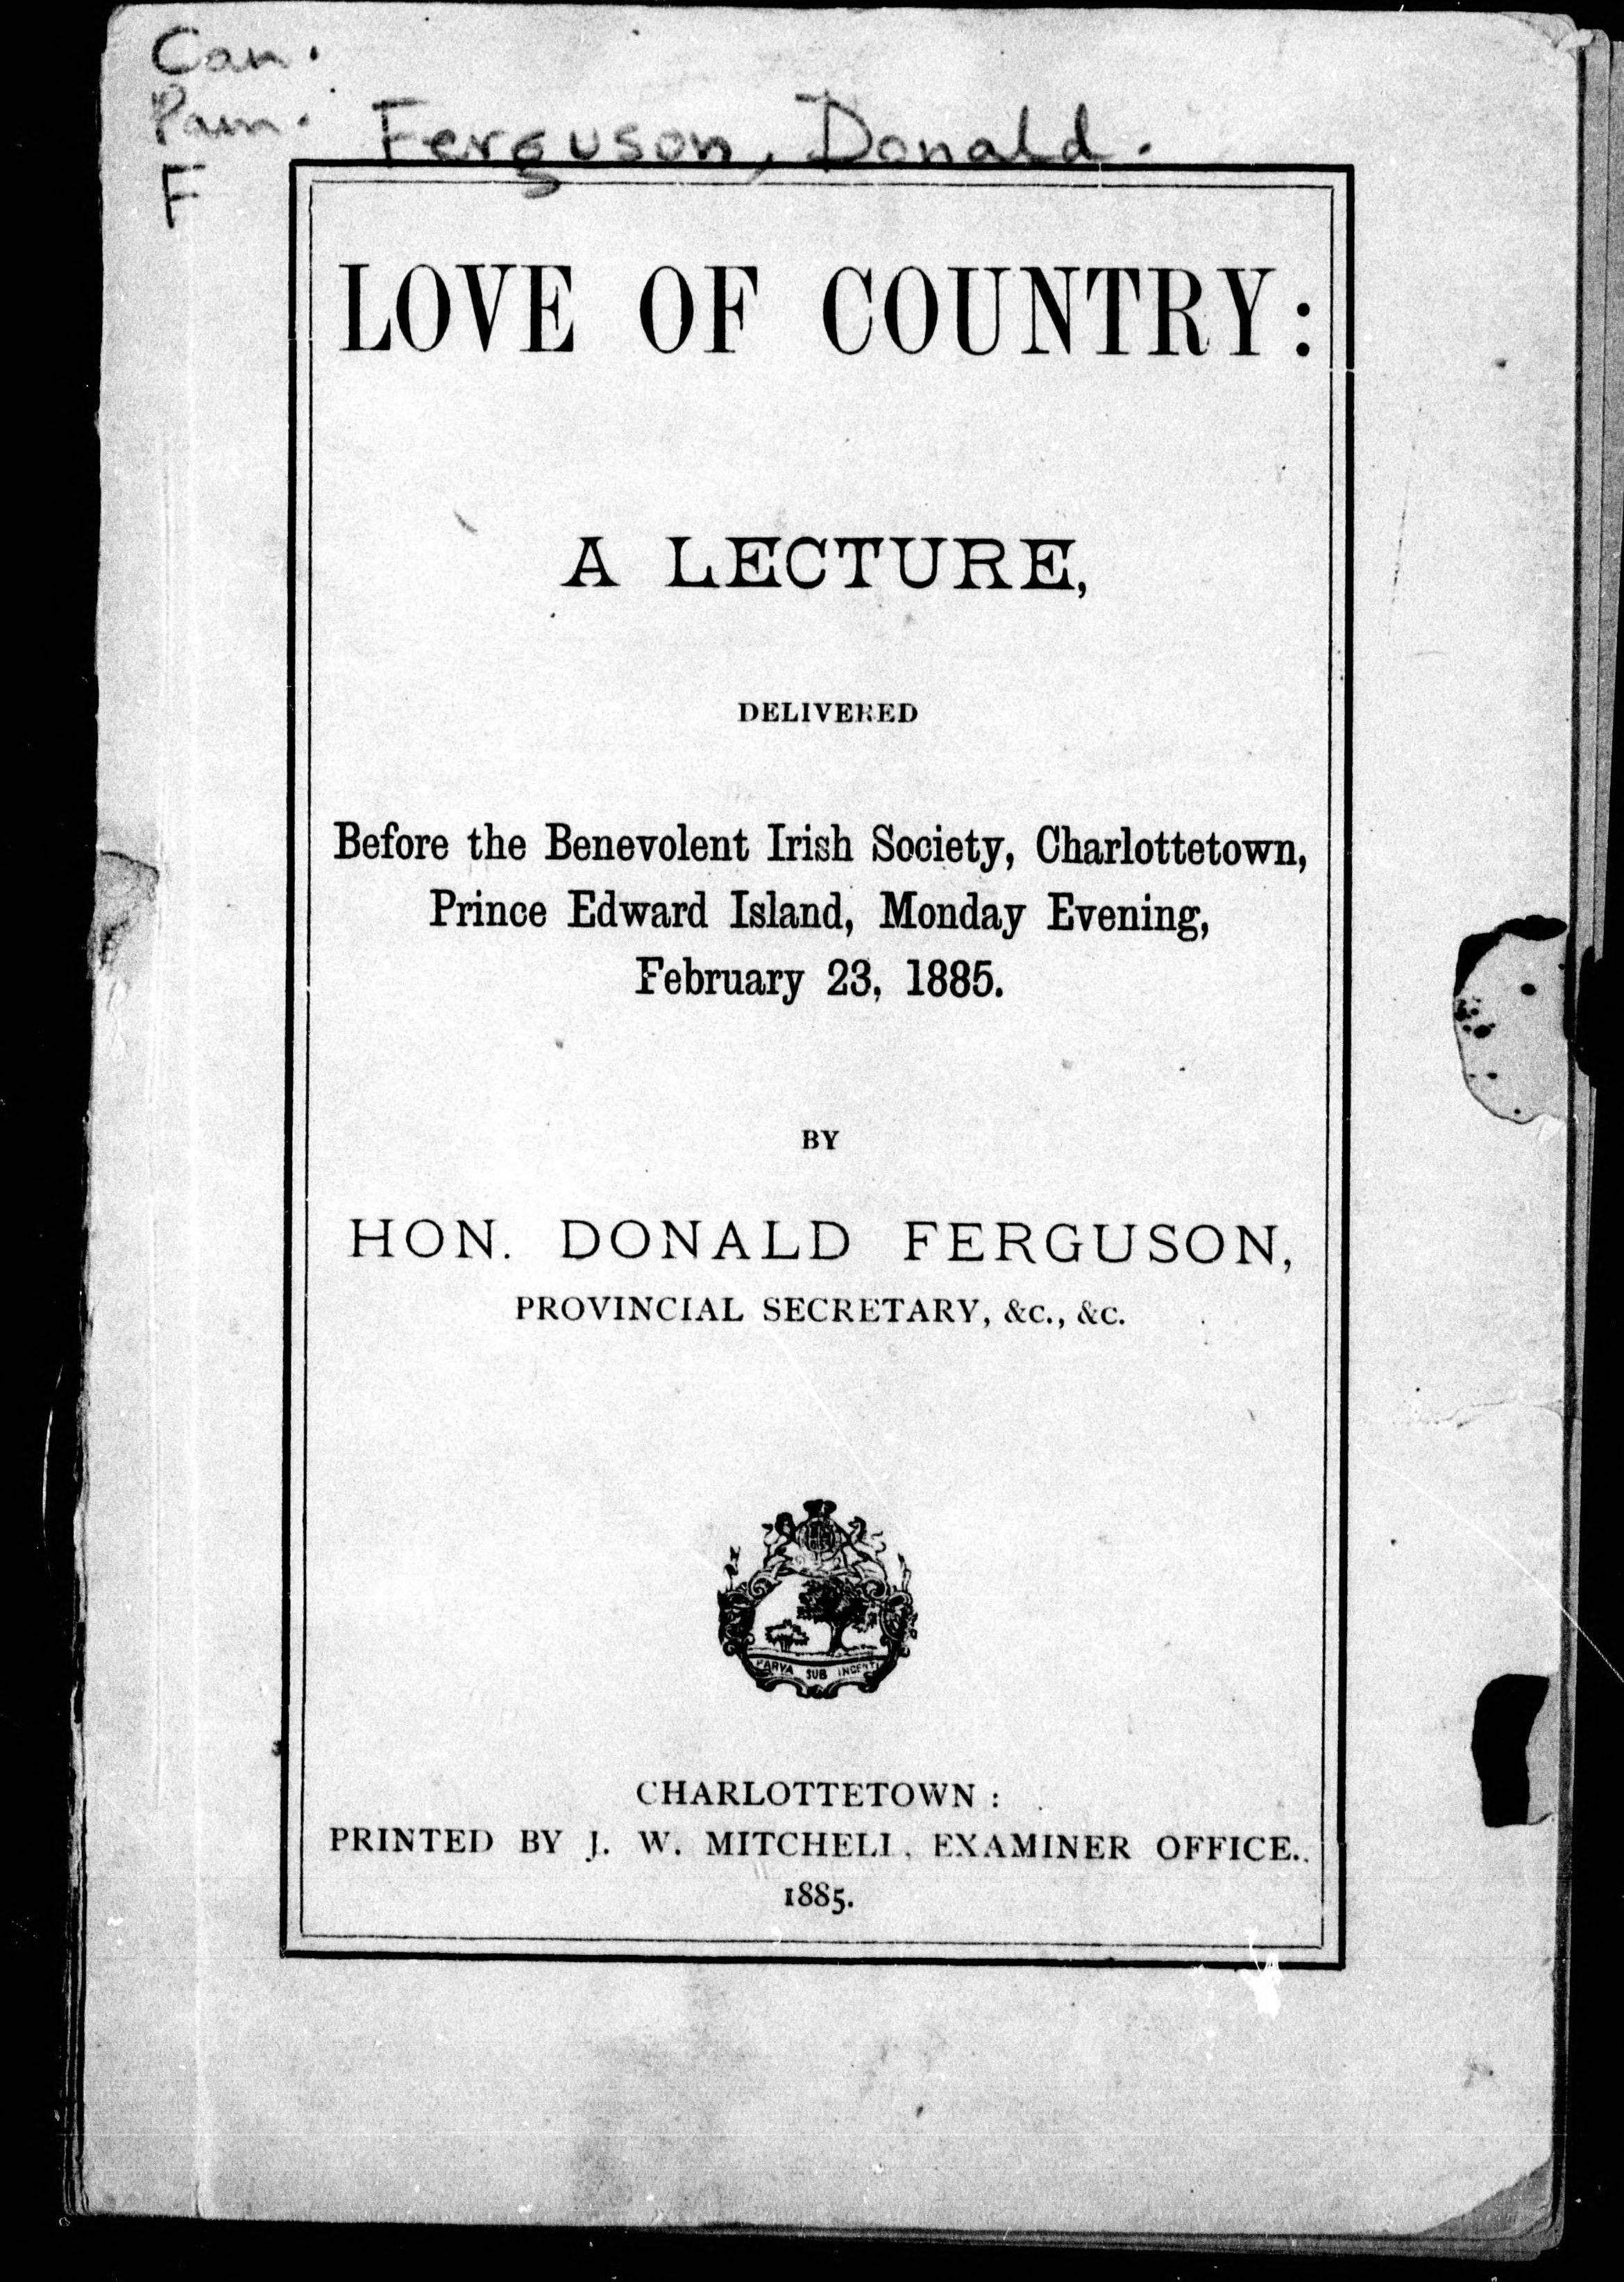 Can.
Pam.
F
Ferguson, Donald.
LOVE OF COUNTRY:
A LECTURE,
DELIVERED
Before the Benevolent Irish Society, Charlottetown,
Prince Edward Island, Monday Evening,
February 23, 1885.
BY
HON. DONALD FERGUSON,
PROVINCIAL SECRETARY, &C., &C.
PARVA SUB INGENTI
CHARLOTTETOWN:
PRINTED BY J. W. MITCHELL, EXAMINER OFFICE.
1885.